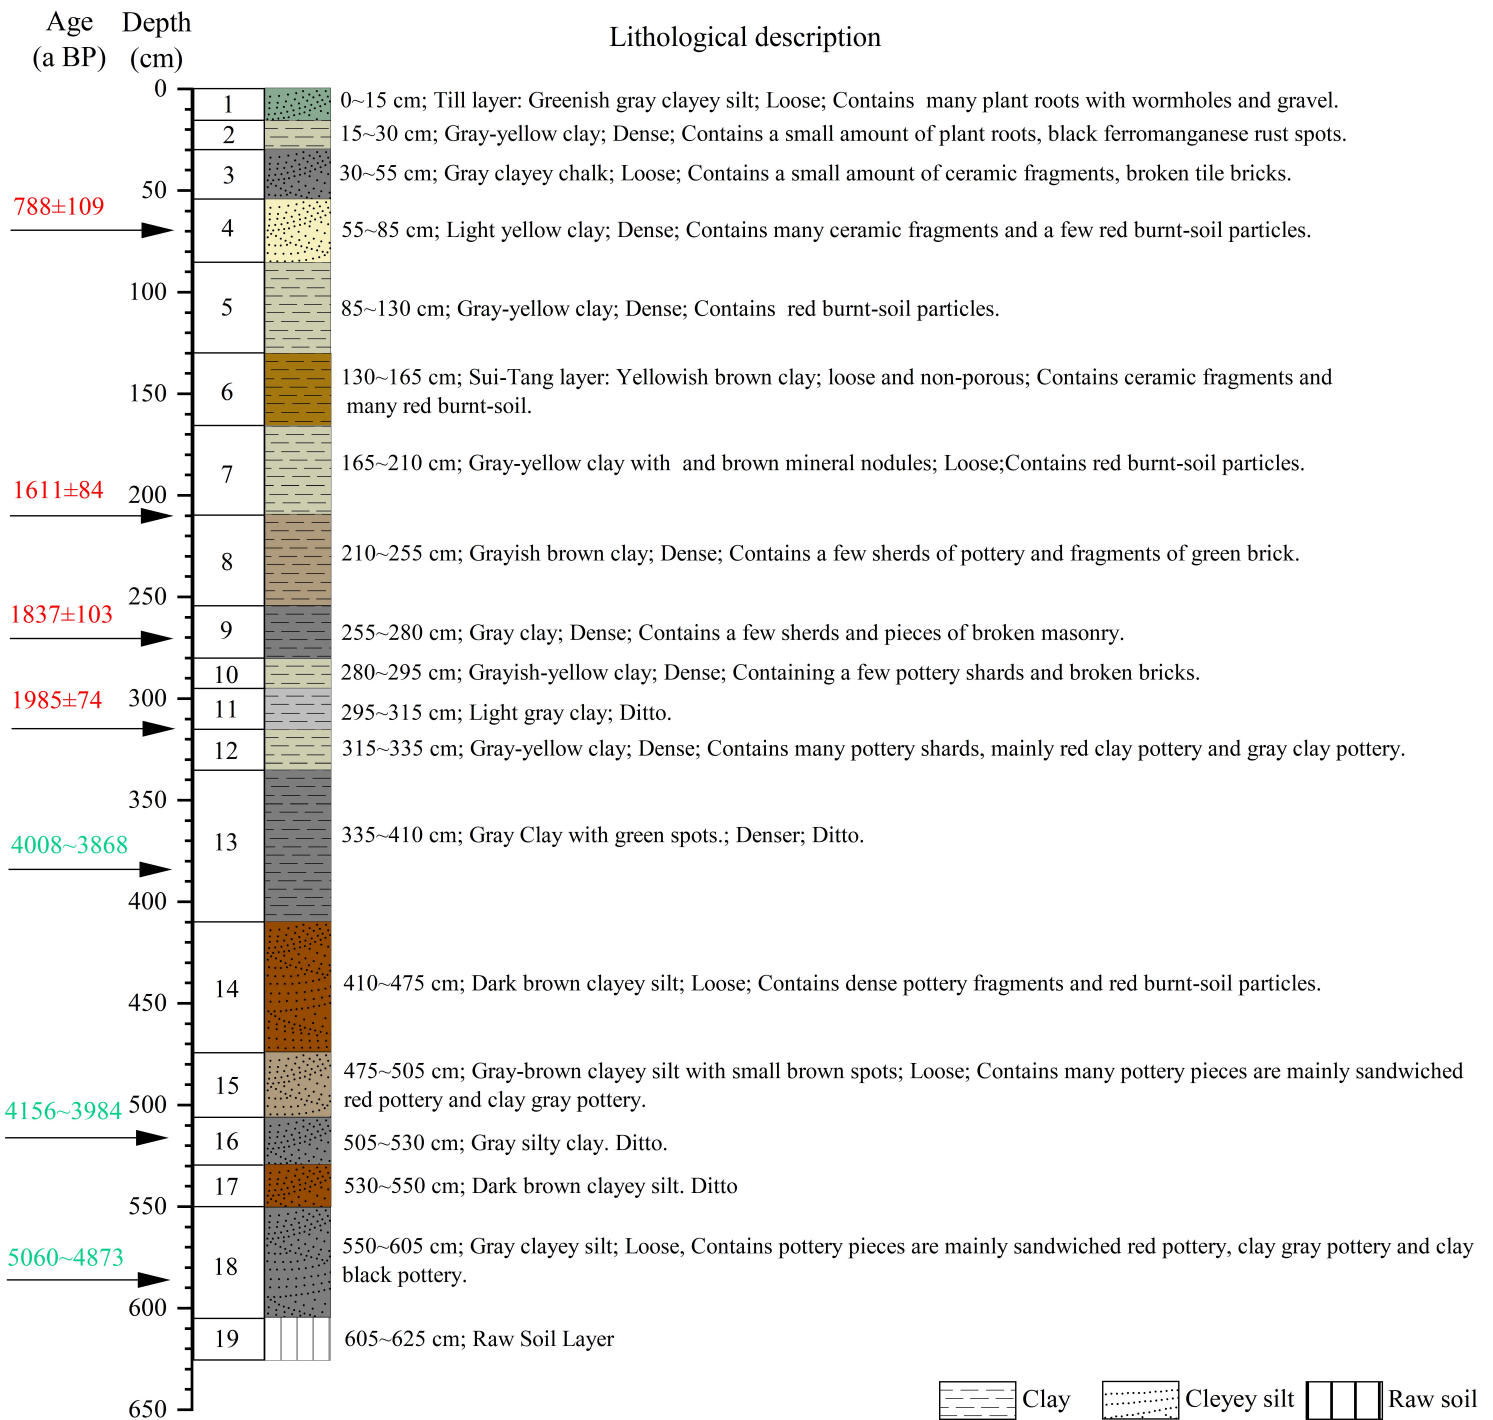 Age Depth
(a BP) (cm)
Lithological description
0
1
0~15 cm; Till layer: Greenish gray clayey silt; Loose; Contains  many plant roots with wormholes and gravel.
2
15~30 cm; Gray-yellow clay; Dense; Contains a small amount of plant roots, black ferromanganese rust spots.
3
30~55 cm; Gray clayey chalk; Loose; Contains a small amount of ceramic fragments, broken tile bricks.
50
788±109
4
55~85 cm; Light yellow clay; Dense; Contains many ceramic fragments and a few red burnt-soil particles.
100
5
85~130 cm; Gray-yellow clay; Dense; Contains  red burnt-soil particles.
130~165 cm; Sui-Tang layer: Yellowish brown clay; loose and non-porous; Contains ceramic fragments and
150
6
many red burnt-soil.
165~210 cm; Gray-yellow clay with  and brown mineral nodules; Loose;Contains red burnt-soil particles.
7
1611±84
200
8
210~255 cm; Grayish brown clay; Dense; Contains a few sherds of pottery and fragments of green brick.
250
1837±103
9
255~280 cm; Gray clay; Dense; Contains a few sherds and pieces of broken masonry.
10
280~295 cm; Grayish-yellow clay; Dense; Containing a few pottery shards and broken bricks.
1985±74
300
11
295~315 cm; Light gray clay; Ditto.
12
315~335 cm; Gray-yellow clay; Dense; Contains many pottery shards, mainly red clay pottery and gray clay pottery.
350
13
335~410 cm; Gray Clay with green spots.; Denser; Ditto.
4008~3868
400
14
410~475 cm; Dark brown clayey silt; Loose; Contains dense pottery fragments and red burnt-soil particles.
450
15
475~505 cm; Gray-brown clayey silt with small brown spots; Loose; Contains many pottery pieces are mainly sandwiched
red pottery and clay gray pottery.
500
4156~3984
16
505~530 cm; Gray silty clay. Ditto.
17
530~550 cm; Dark brown clayey silt. Ditto
550
5060~4873
18
550~605 cm; Gray clayey silt; Loose, Contains pottery pieces are mainly sandwiched red pottery, clay gray pottery and clay
black pottery.
600
19
605~625 cm; Raw Soil Layer
650
Clay
Cleyey silt
Raw soil